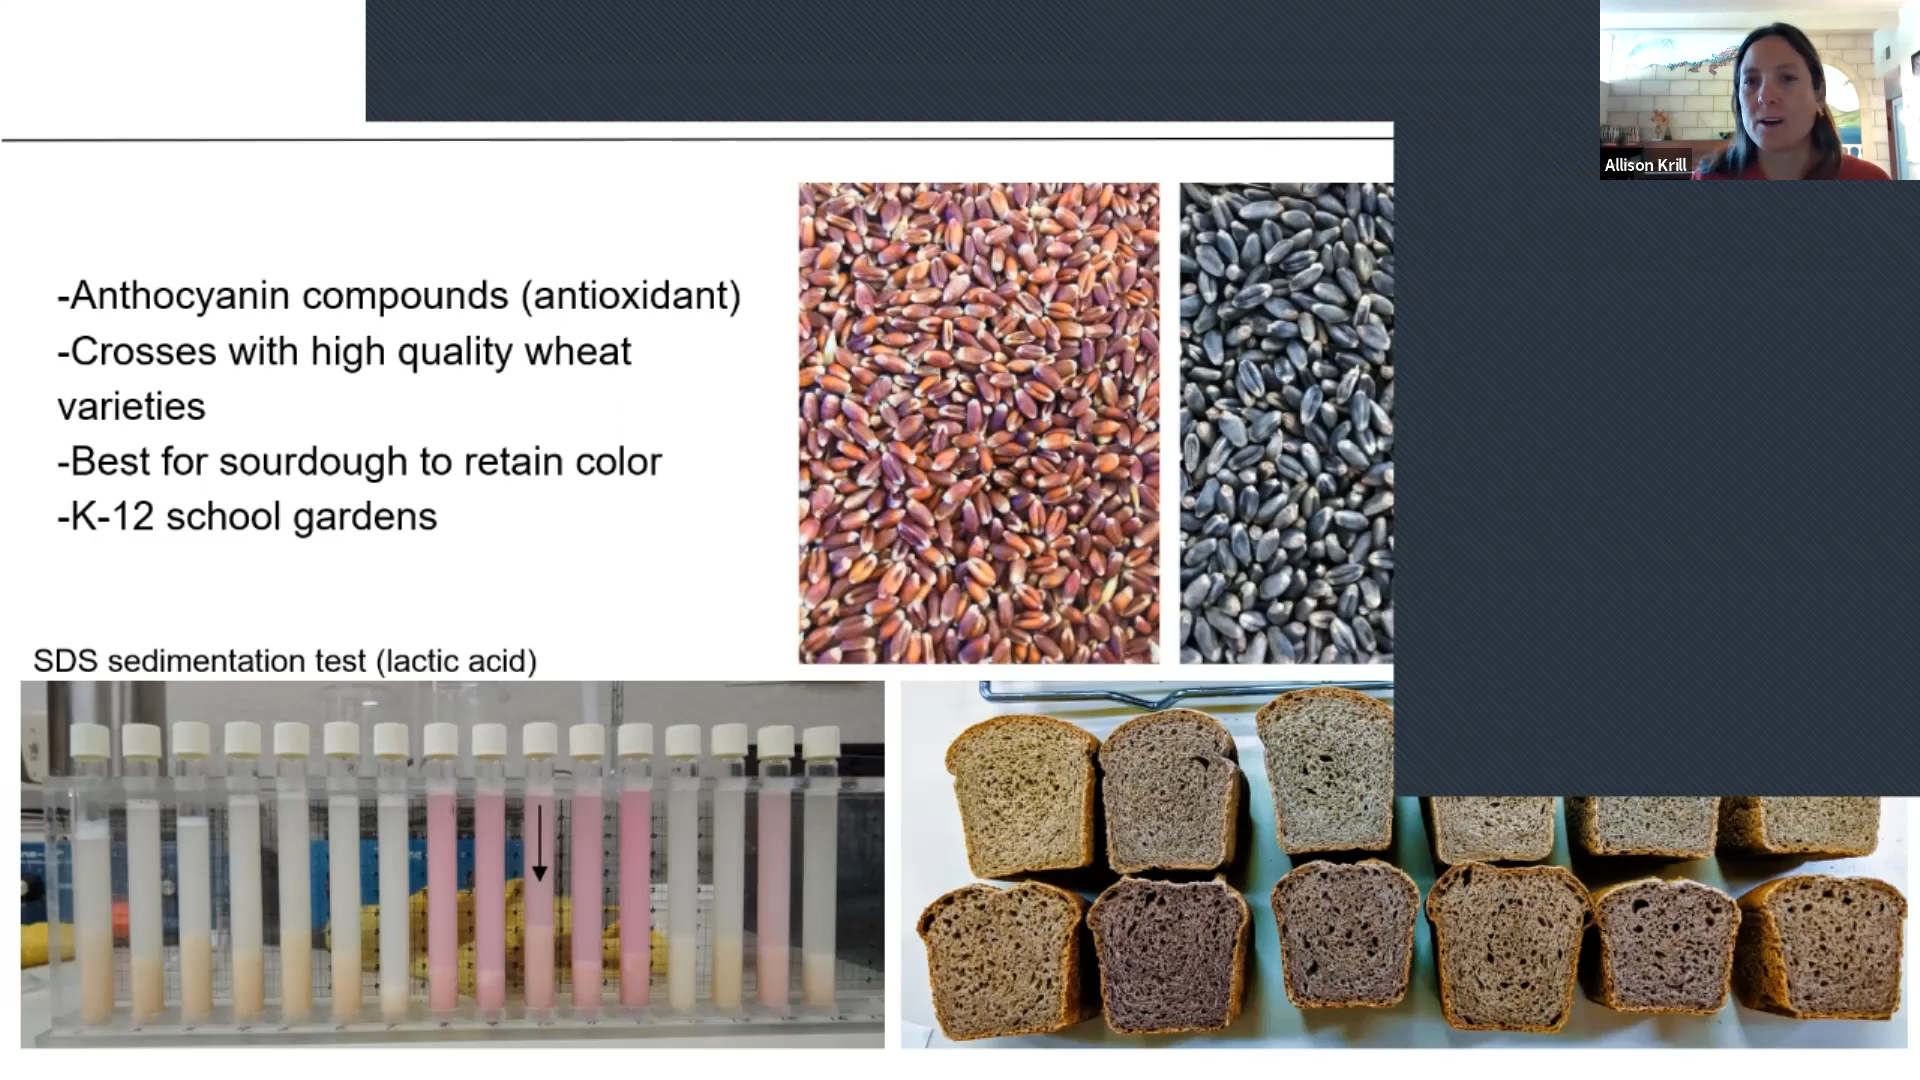 Allison Krill
-Anthocyanin compounds (antioxidant)
-Crosses with high quality wheat
varieties
-Best for sourdough to retain color
-K-12 school gardens
SDS sedimentation test (lactic acid)